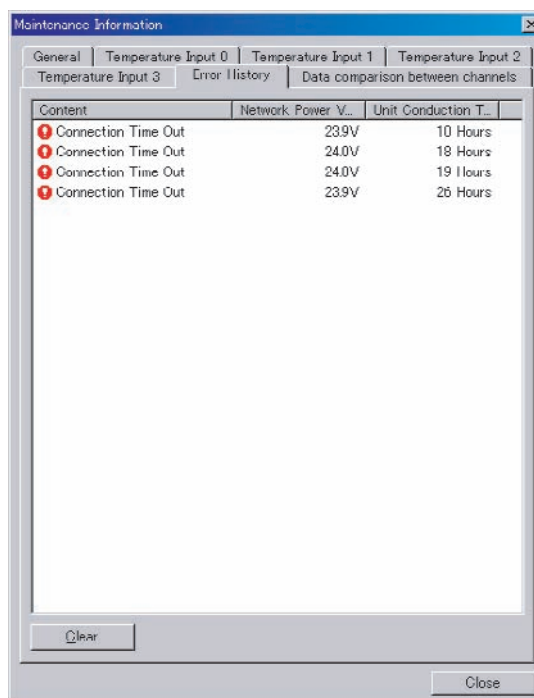 Maintenance Information
General Temperature Input 0 Temperature Input 1 Temperature Input 2
Temperature Input 3 Error History Data comparison between channels
Content Network Power V... Unit Conduction T...
Connection Time Out 23.9V 10 Hours
Connection Time Out 24.0V 18 Hours
Connection Time Out 24.0V 19 Hours
Connection Time Out 23.9V 26 Hours
Clear
Close